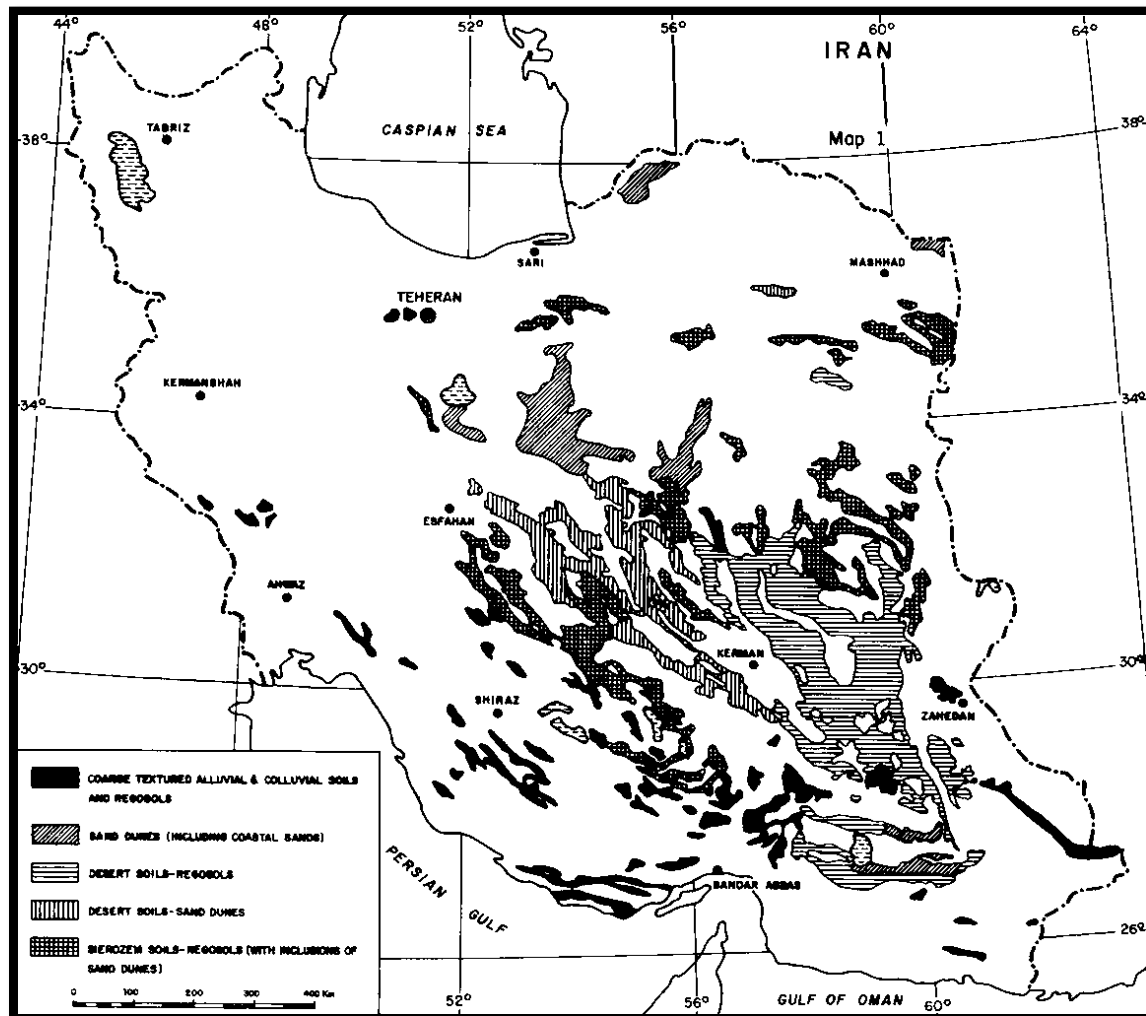 44° 48° 52° 56° 60° 64°
IRAN
TABRIZ
CASPIAN SEA
38° 38°
Map 1
SARI
MASHHAD
TEHERAN
KERMANSHAH
34° 34°
ESFAHAN
AHWAZ
KERMAN
30° 30°
SHIRAZ
ZAHEDAN
COARSE TEXTURED ALLUVIAL & COLLUVIAL SOILS
AND REGOSOLS
SAND DUNES (INCLUDING COASTAL SANDS)
DESERT SOILS-REGOSOLS
DESERT SOILS-SAND DUNES
SIEROZEM SOILS-REGOSOLS (WITH INCLUSIONS OF
SAND DUNES)
0 100 200 300 400 Km
PERSIAN GULF
BANDAR ABBAS
26°
52° 56° 60°
GULF OF OMAN